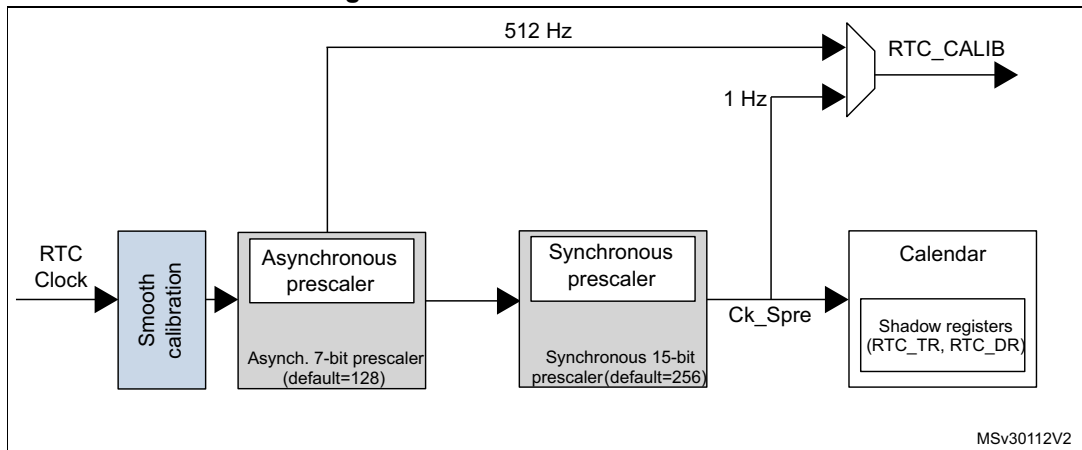 512 Hz
RTC_CALIB
1 Hz
RTC
Clock
Smooth
calibration
Asynchronous
prescaler
Asynch. 7-bit prescaler
(default=128)
Synchronous
prescaler
Synchronous 15-bit
prescaler(default=256)
Ck_Spre
Calendar
Shadow registers
(RTC_TR, RTC_DR)
MSv30112V2